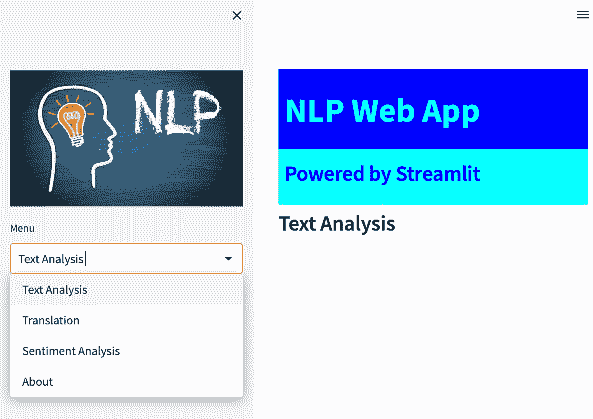 NLP
Menu
Text Analysis
Text Analysis
Translation
Sentiment Analysis
About
NLP Web App
Powered by Streamlit
Text Analysis